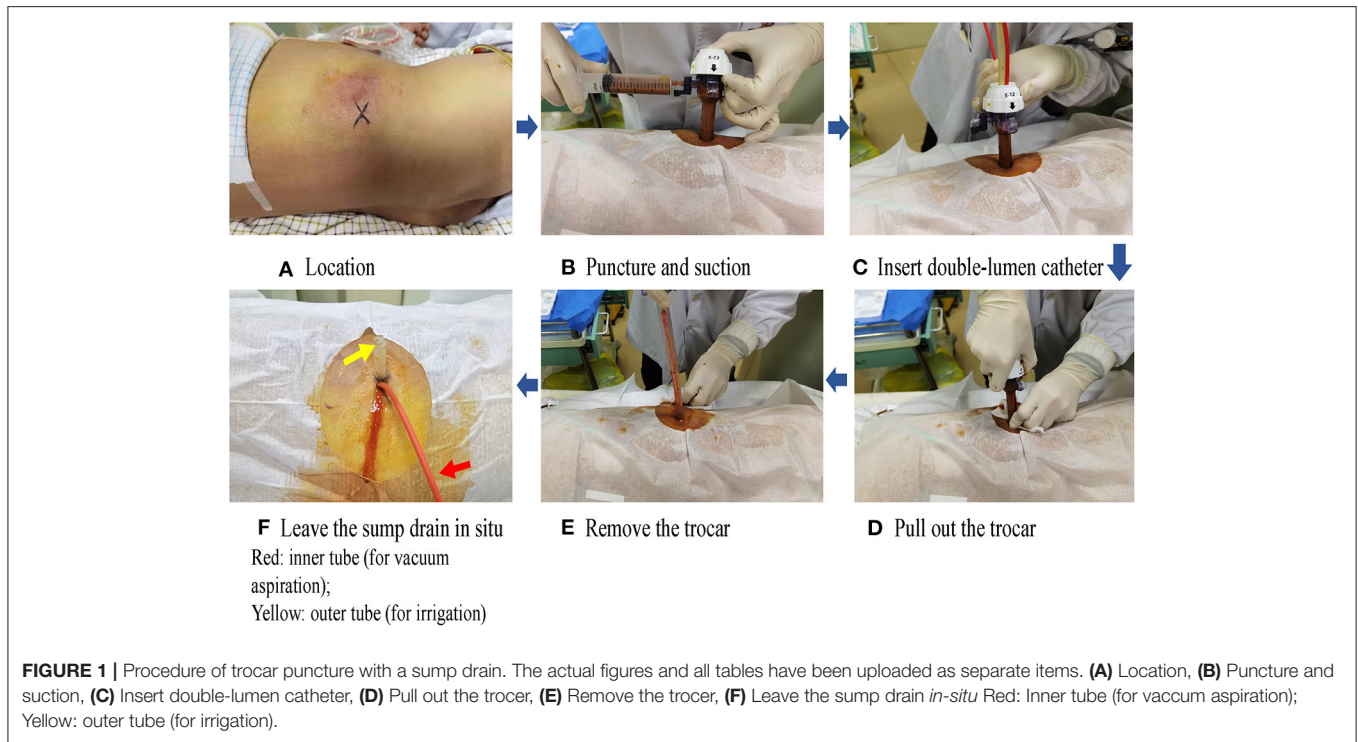 A Location
B Puncture and suction
C Insert double-lumen catheter
F Leave the sump drain in situ
Red: inner tube (for vacuum
aspiration);
Yellow: outer tube (for irrigation)
E Remove the trocar
D Pull out the trocar
5-12
5-12
FIGURE 1 | Procedure of trocar puncture with a sump drain. The actual figures and all tables have been uploaded as separate items. (A) Location, (B) Puncture and
suction, (C) Insert double-lumen catheter, (D) Pull out the trocer, (E) Remove the trocer, (F) Leave the sump drain in-situ Red: Inner tube (for vaccum aspiration);
Yellow: outer tube (for irrigation).